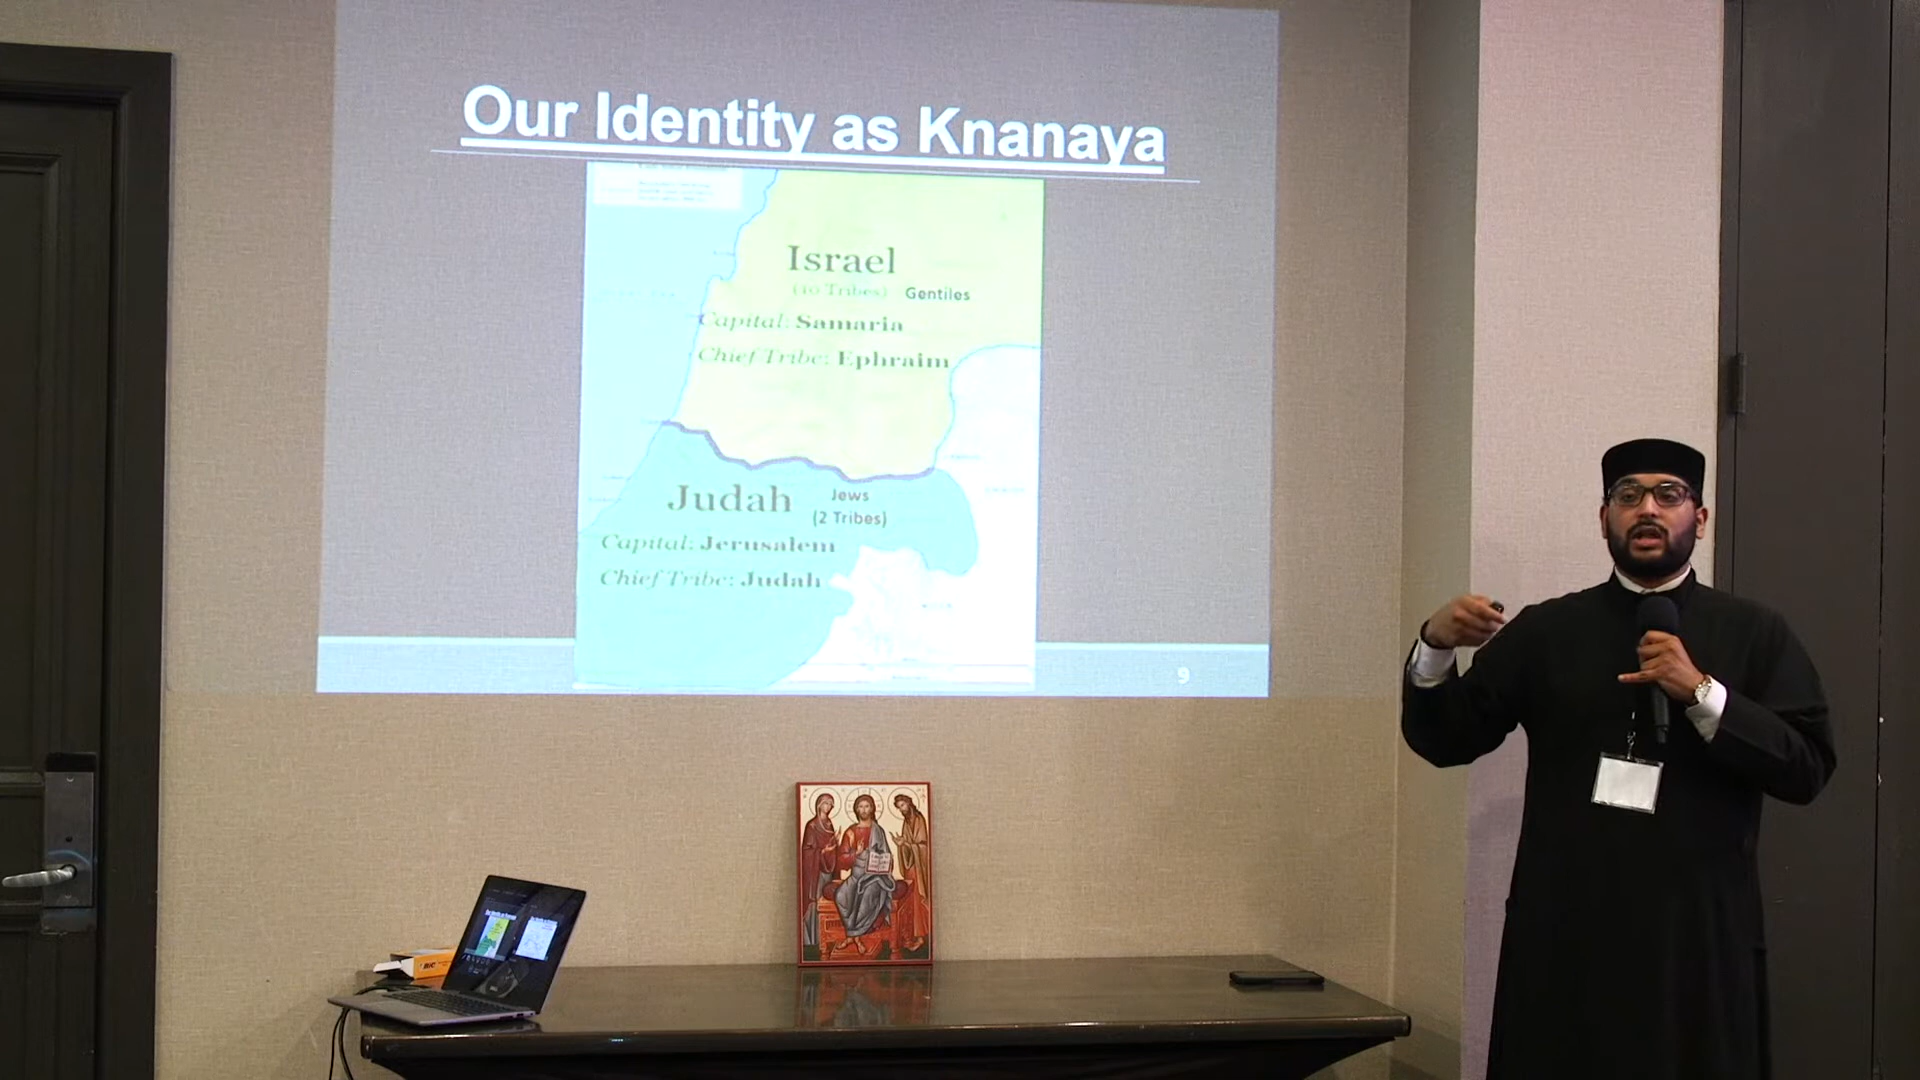 Our Identity as Knanaya
Israel
(10 Tribes) Gentiles
Capital: Samaria
Chief Tribe: Ephraim
Judah Jews
(2 Tribes)
Capital: Jerusalem
Chief Tribe: Judah
9
BIC